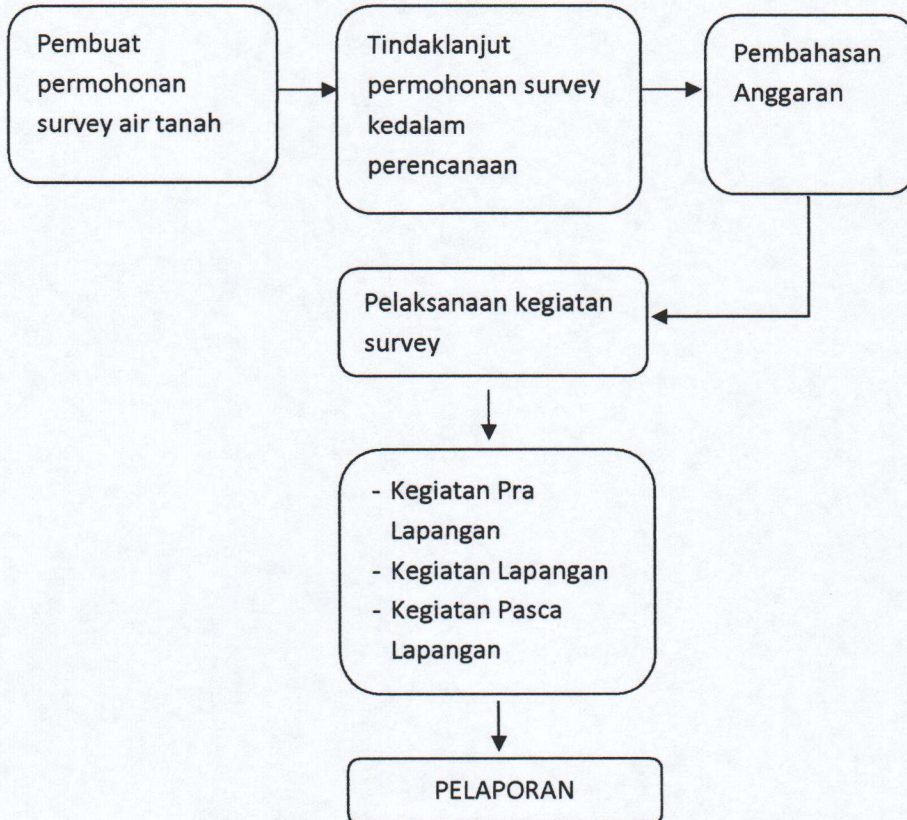 Pembuat
permohonan
survey air tanah
Tindaklanjut
permohonan survey
kedalam
perencanaan
Pembahasan
Anggaran
Pelaksanaan kegiatan
survey
- Kegiatan Pra
Lapangan
- Kegiatan Lapangan
- Kegiatan Pasca
Lapangan
PELAPORAN